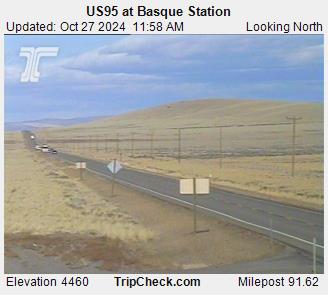 US95 at Basque Station
Updated: Oct 27 2024 11:58 AM Looking North
Elevation 4460 TripCheck.com Milepost 91.62